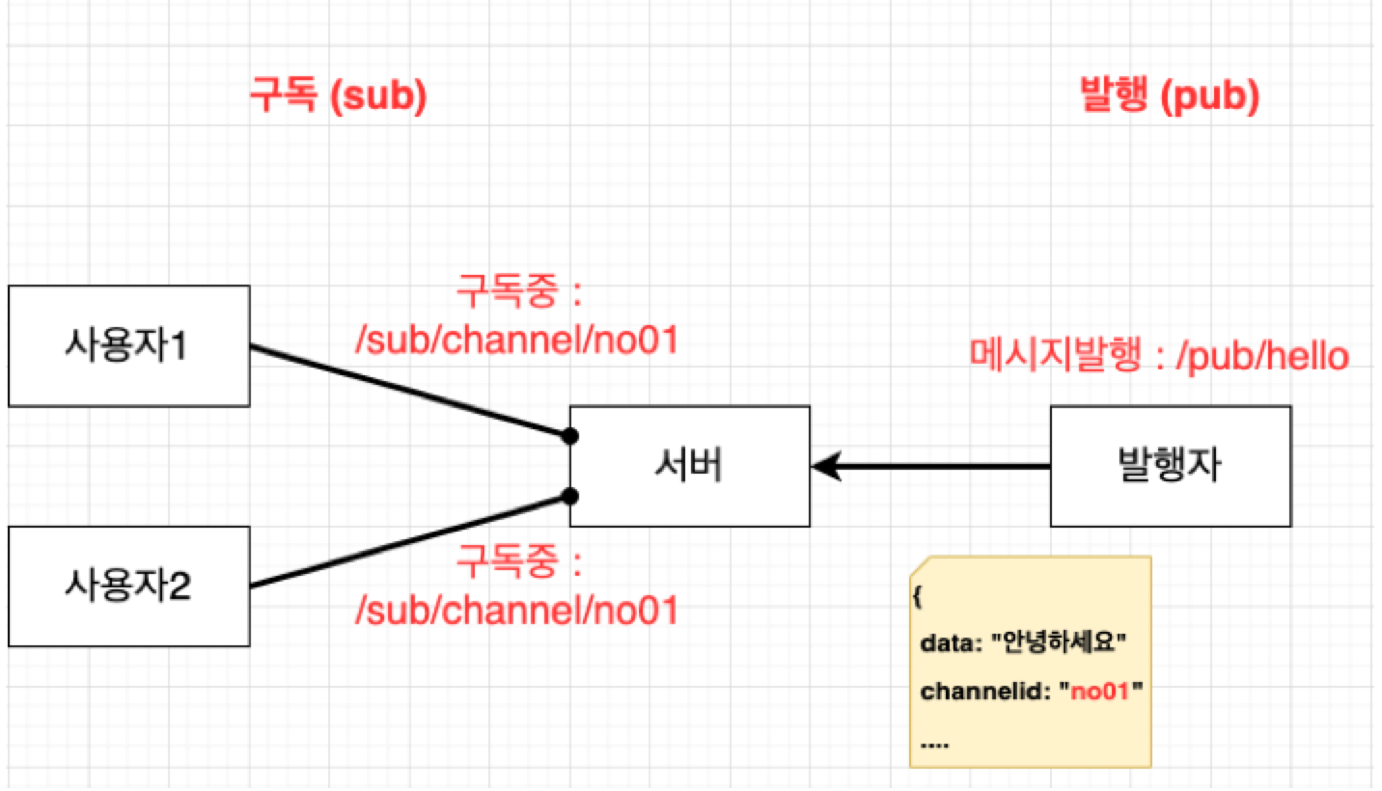 구독 (sub)
발행 (pub)
구독중 :
/sub/channel/no01
사용자1
메시지발행 : /pub/hello
서버
발행자
사용자2
구독중 :
/sub/channel/no01
{
data: "안녕하세요"
channelid: "no01"
....